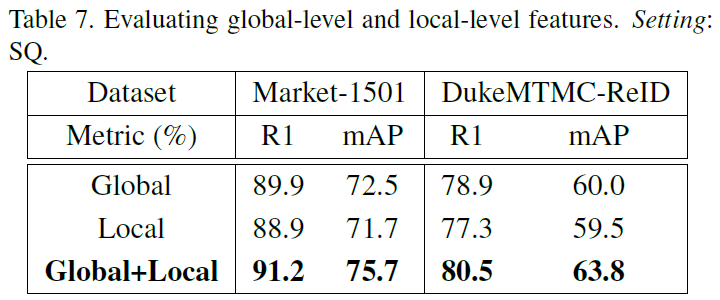 Table 7. Evaluating global-level and local-level features. Setting:
SQ.
Dataset Market-1501 DukeMTMC-ReID
Metric (%) R1 mAP R1 mAP
Global 89.9 72.5 78.9 60.0
Local 88.9 71.7 77.3 59.5
Global+Local 91.2 75.7 80.5 63.8